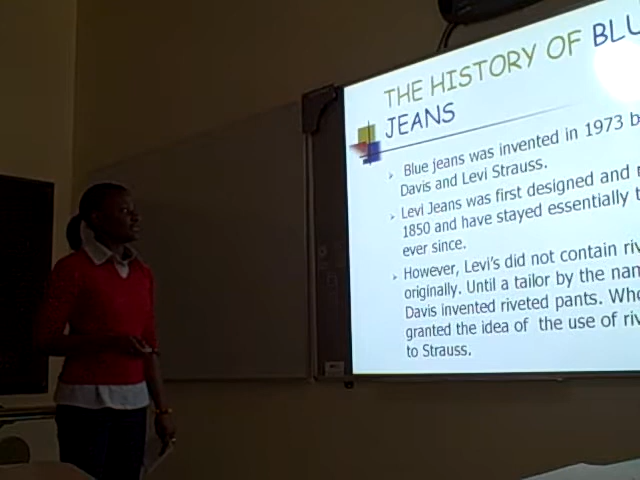 THE HISTORY OF BLU
JEANS
Blue jeans was invented in 1973 b
Davis and Levi Strauss.
Levi Jeans was first designed and
1850 and have stayed essentially t
ever since.
However, Levi's did not contain riv
originally. Until a tailor by the nam
Davis invented riveted pants. Who
granted the idea of the use of riv
to Strauss.